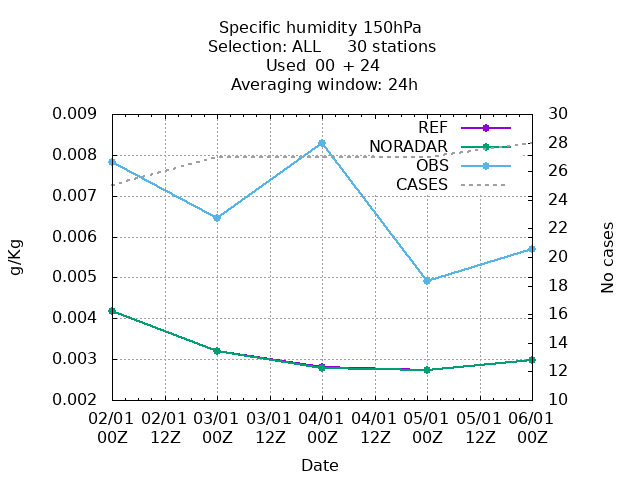 Specific humidity 150hPa
Selection: ALL     30 stations
Used  00  + 24
Averaging window: 24h
0.009
0.008
0.007
0.006
0.005
0.004
0.003
0.002
g/Kg
REF
NORADAR
OBS
CASES
30
28
26
24
22
20
18
16
14
12
10
No cases
02/01 02/01 03/01 03/01 04/01 04/01 05/01 05/01 06/01
00Z 12Z 00Z 12Z 00Z 12Z 00Z 12Z 00Z
Date